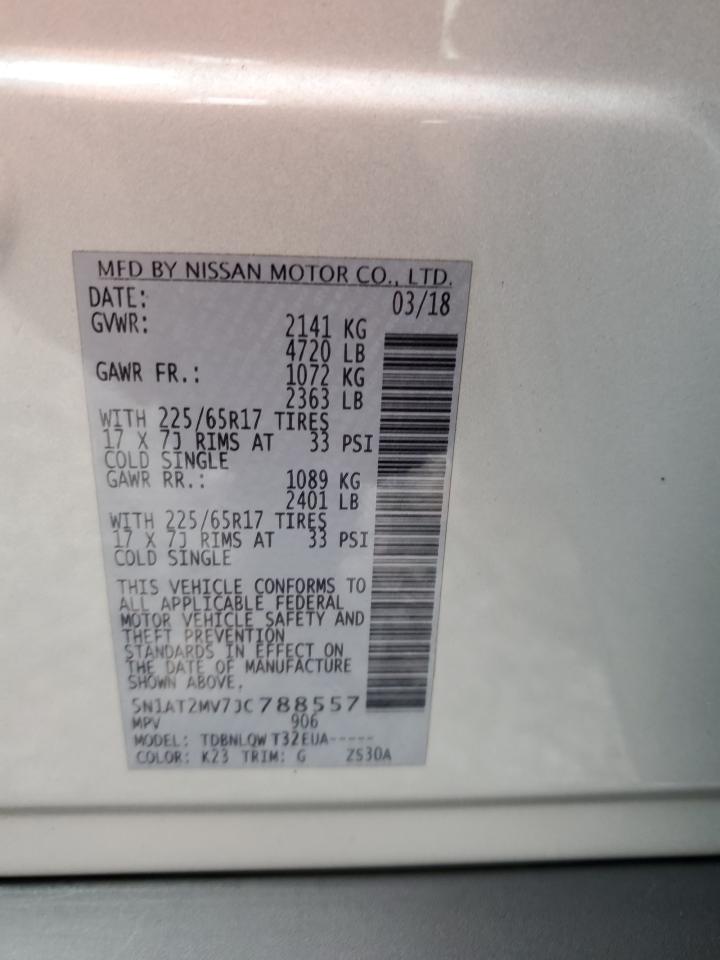 MFD BY NISSAN MOTOR CO., LTD.
DATE: 03/18
GVWR: 2141 KG
4720 LB
GAWR FR.: 1072 KG
2363 LB
WITH 225/65R17 TIRES
17 X 7J RIMS AT 33 PSI
COLD SINGLE
GAWR RR.: 1089 KG
2401 LB
WITH 225/65R17 TIRES
17 X 7J RIMS AT 33 PSI
COLD SINGLE
THIS VEHICLE CONFORMS TO
ALL APPLICABLE FEDERAL
MOTOR VEHICLE SAFETY AND
THEFT PREVENTION
STANDARDS IN EFFECT ON
THE DATE OF MANUFACTURE
SHOWN ABOVE.
5N1AT2MV7JC788557
MPV 906
MODEL: TDBNLQW T32EUA-----
COLOR: K23 TRIM: G ZS30A